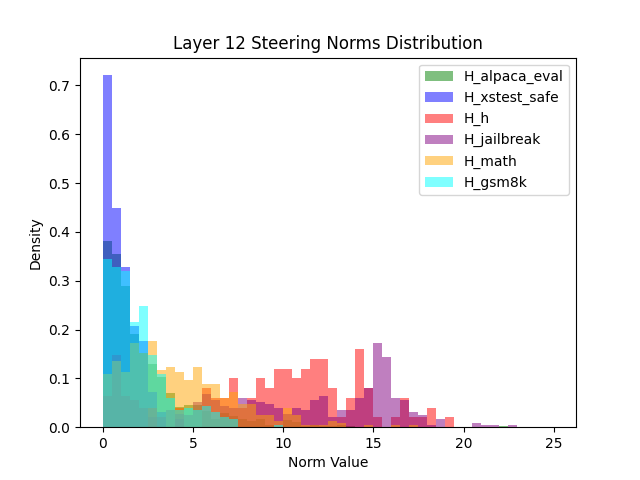 Layer 12 Steering Norms Distribution
H_alpaca_eval
H_xstest_safe
H_h
H_jailbreak
H_math
H_gsm8k
0.7
0.6
0.5
0.4
0.3
0.2
0.1
0.0
Density
0 5 10 15 20 25
Norm Value